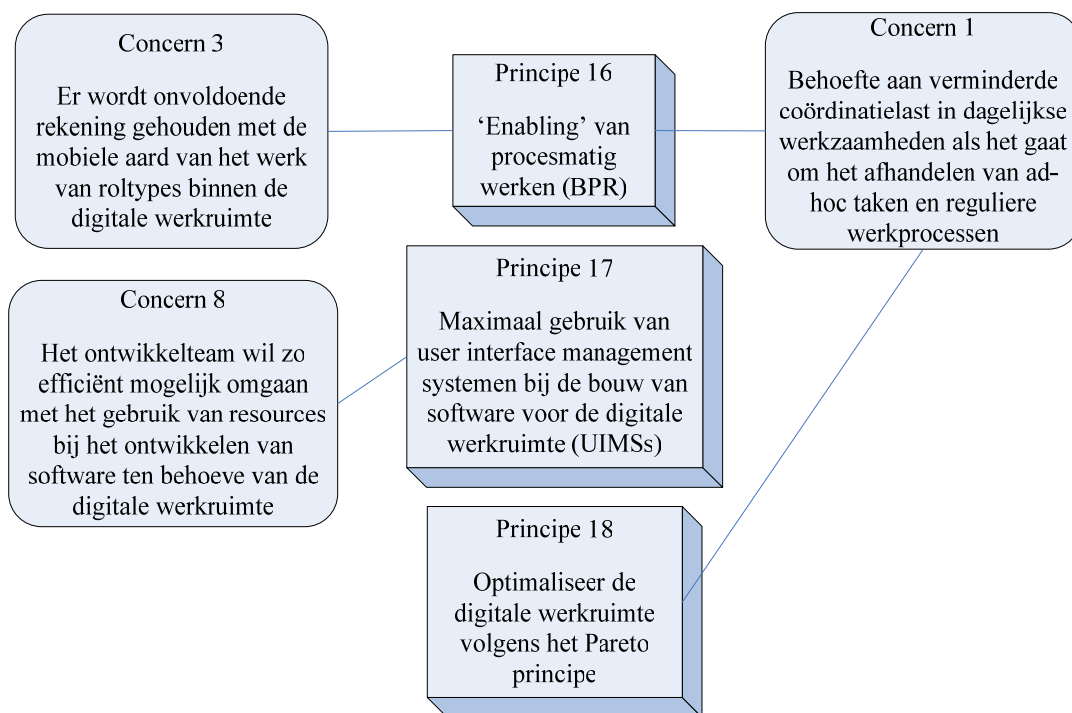 Concern 3
Er wordt onvoldoende
rekening gehouden met de
mobiele aard van het werk
van roltypes binnen de
digitale werkruimte
Principe 16
‘Enabling’ van
procesmatig
werken (BPR)
Concern 1
Behoefte aan verminderde
coördinatielast in dagelijkse
werkzaamheden als het gaat
om het afhandelen van ad-
hoc taken en reguliere
werkprocessen
Concern 8
Het ontwikkelteam wil zo
efficiënt mogelijk omgaan
met het gebruik van resources
bij het ontwikkelen van
software ten behoeve van de
digitale werkruimte
Principe 17
Maximaal gebruik van
user interface management
systemen bij de bouw van
software voor de digitale
werkruimte (UIMSs)
Principe 18
Optimaliseer de
digitale werkruimte
volgens het Pareto
principe